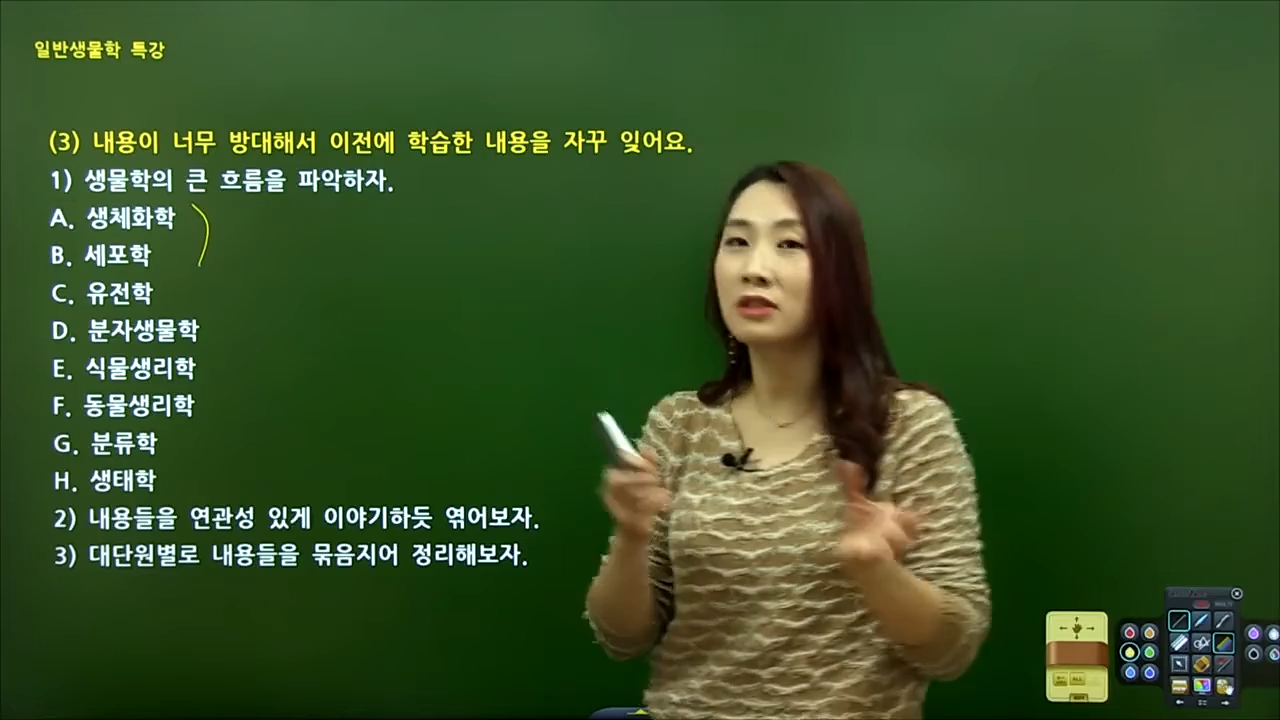 일반생물학 특강
(3) 내용이 너무 방대해서 이전에 학습한 내용을 자꾸 잊어요.
1) 생물학의 큰 흐름을 파악하자.
A. 생체화학
B. 세포학
C. 유전학
D. 분자생물학
E. 식물생리학
F. 동물생리학
G. 분류학
H. 생태학
2) 내용들을 연관성 있게 이야기하듯 엮어보자.
3) 대단원별로 내용들을 묶음지어 정리해보자.